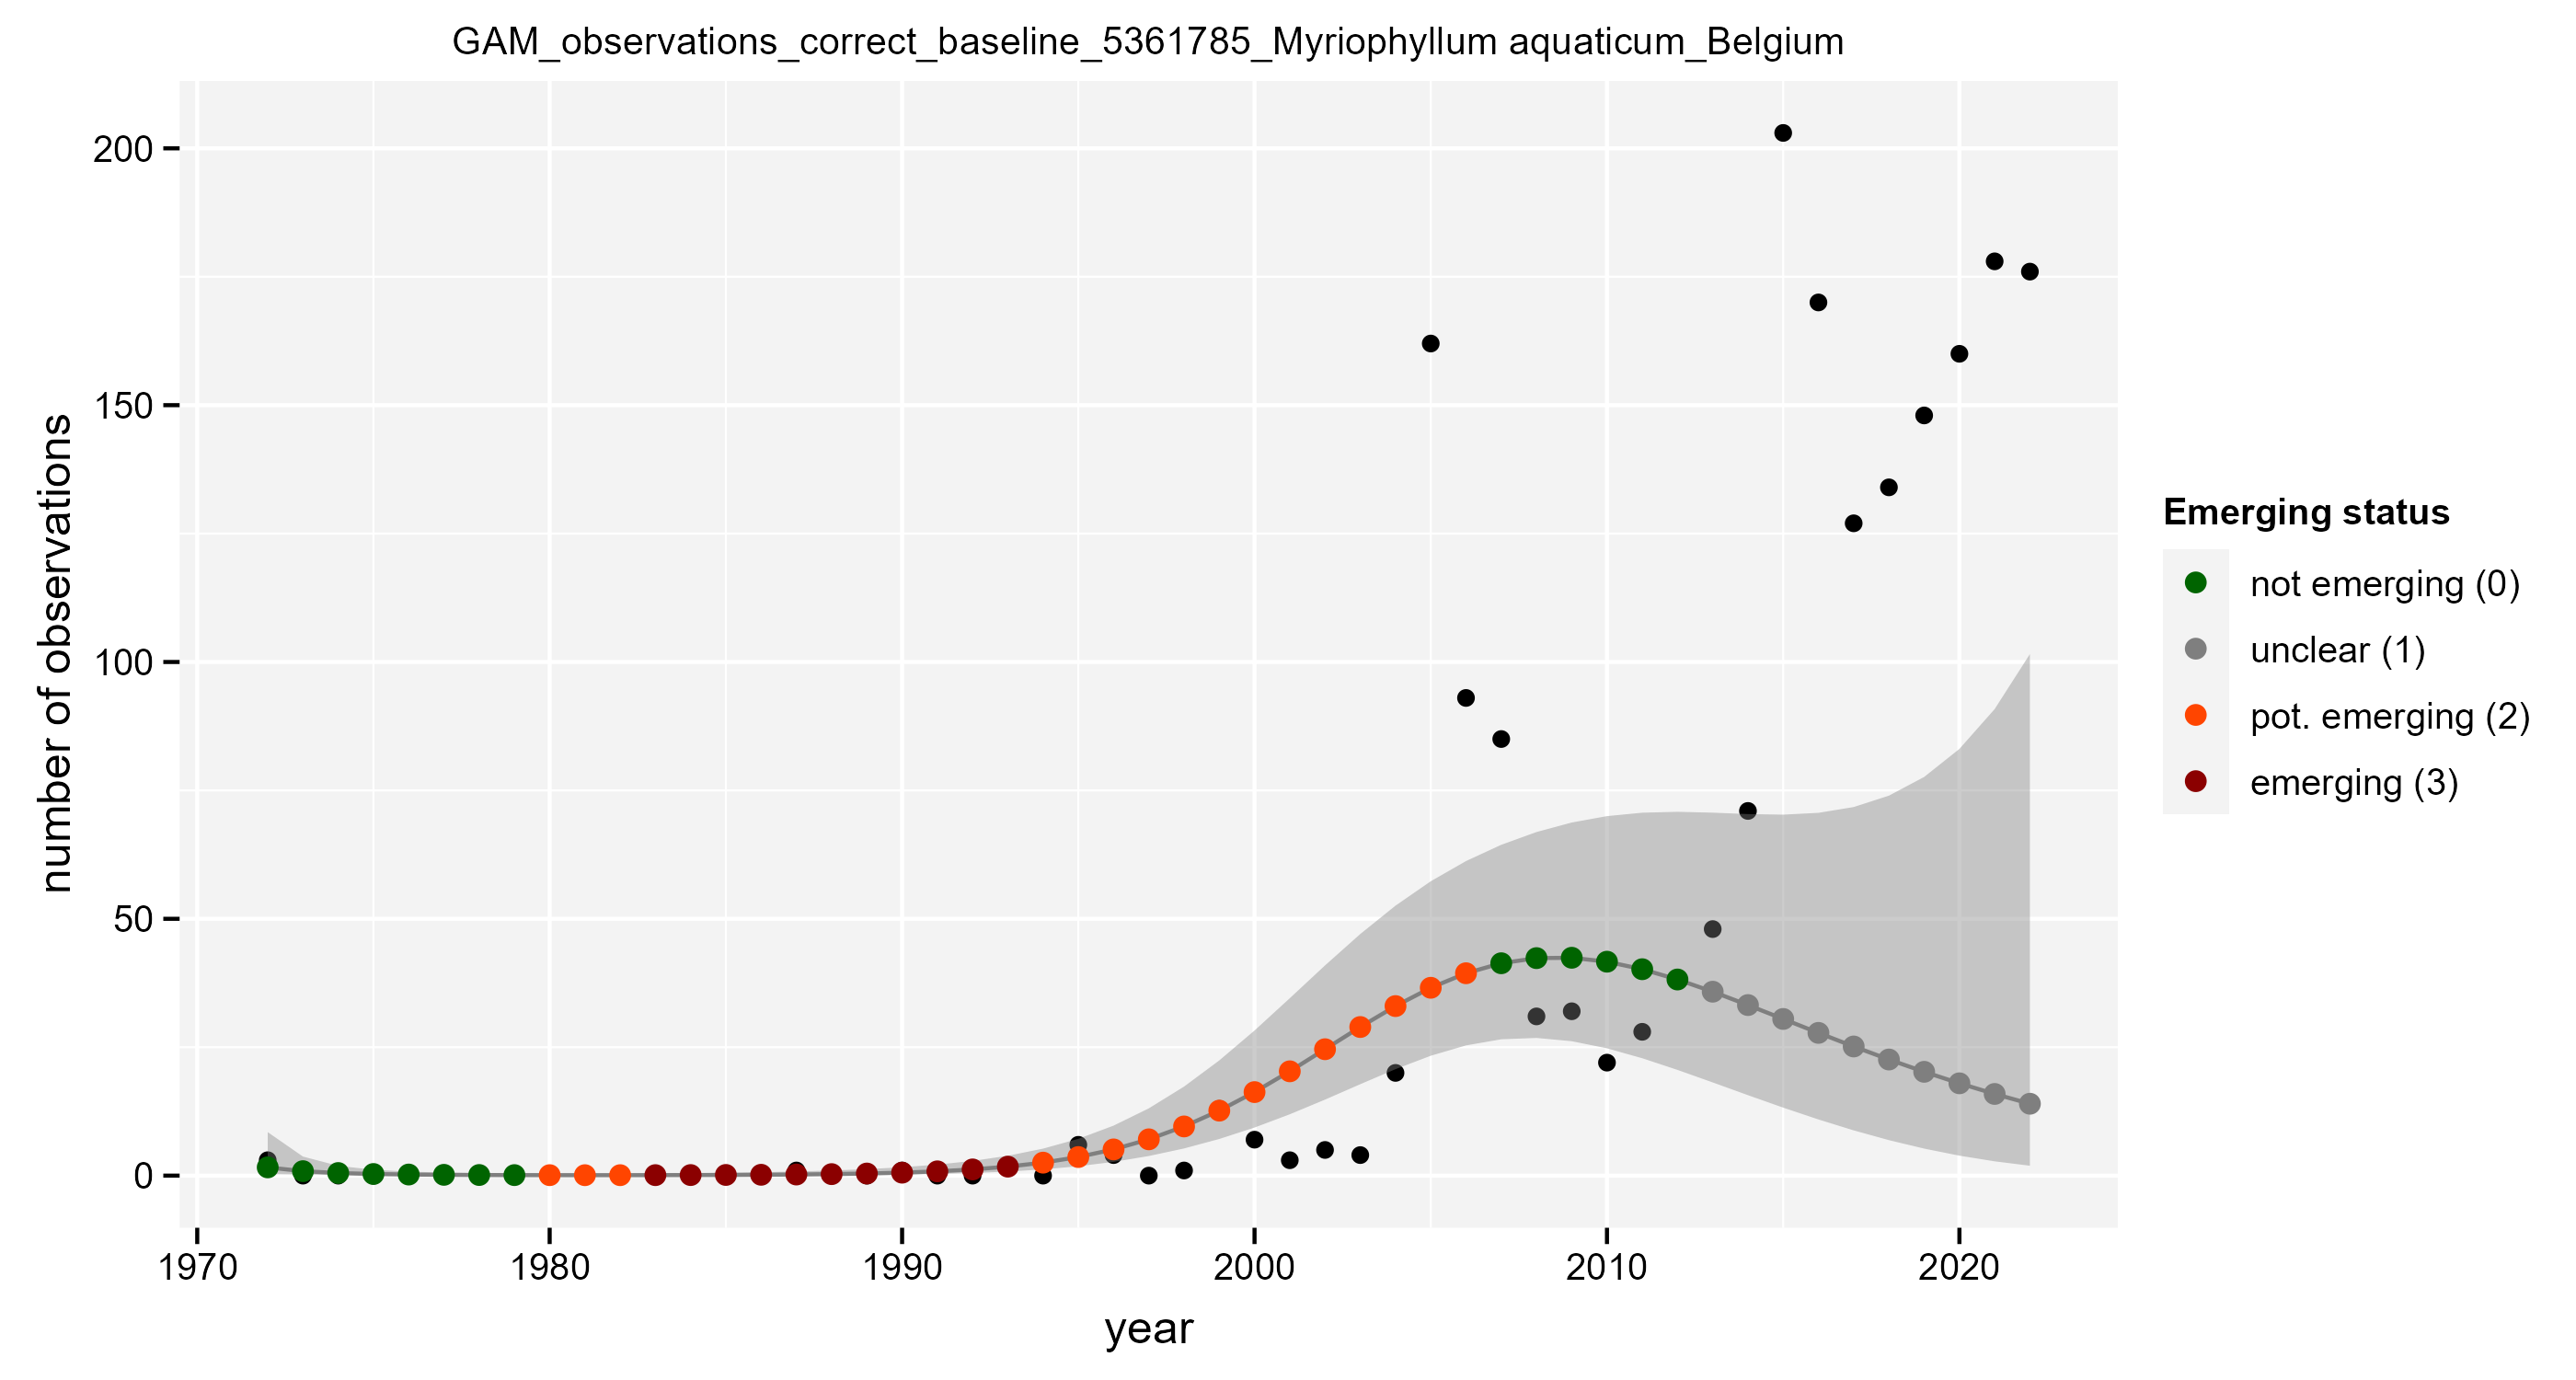 GAM_observations_correct_baseline_5361785_Myriophyllum aquaticum_Belgium
number of observations
200
150
100
50
0
1970 1980 1990 2000 2010 2020
year
Emerging status
not emerging (0)
unclear (1)
pot. emerging (2)
emerging (3)